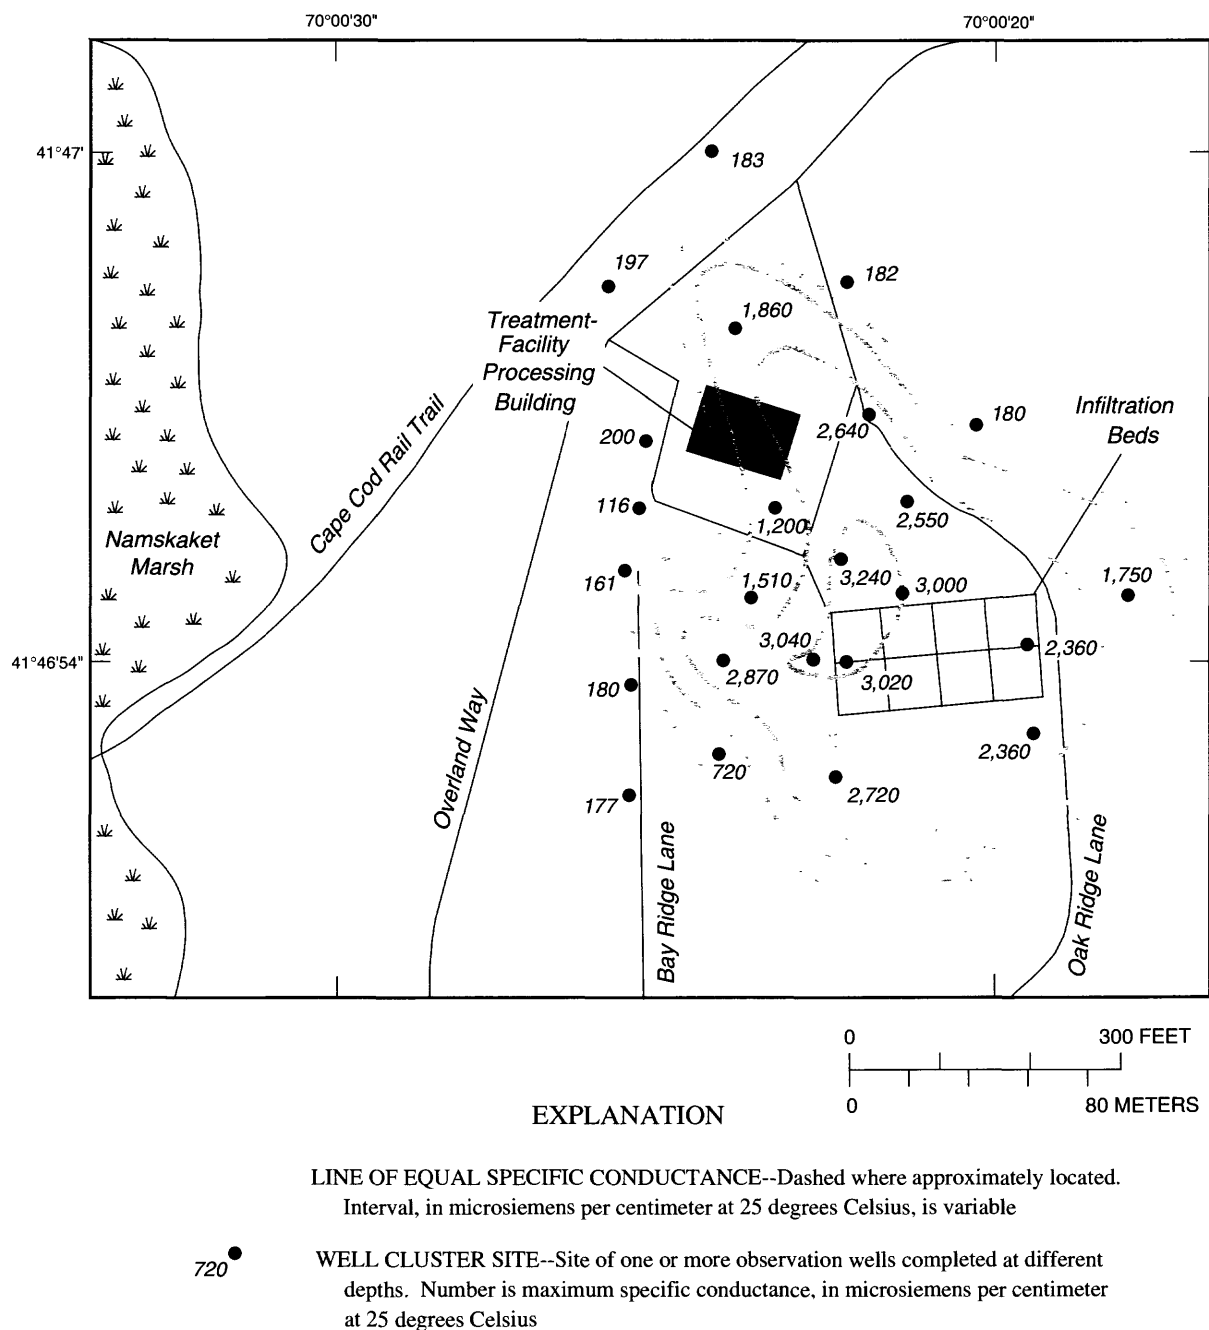 70°00'30"
70°00'20"
41°47'
183
197
182
Treatment-
Facility
Processing
Building
1,860
200
2,640
180
Infiltration
Beds
Cape Cod Rail Trail
116
1,200
2,550
Namskaket
Marsh
161
1,510
3,240
3,000
1,750
41°46'54"
3,040
2,360
180
2,870
3,020
Overland Way
720
2,360
177
2,720
Bay Ridge Lane
Oak Ridge Lane
0
300 FEET
0
80 METERS
EXPLANATION
LINE OF EQUAL SPECIFIC CONDUCTANCE--Dashed where approximately located.
Interval, in microsiemens per centimeter at 25 degrees Celsius, is variable
720
WELL CLUSTER SITE--Site of one or more observation wells completed at different
depths. Number is maximum specific conductance, in microsiemens per centimeter
at 25 degrees Celsius